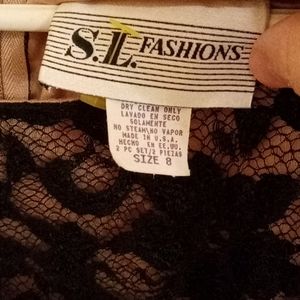 S.L. FASHIONS
DRY CLEAN ONLY
LAVADO EN SECO
SOLAMENTE
NO STEAM/NO VAPOR
MADE IN U.S.A.
HECHO EN EE.UU.
2 PC SET/2 PIEZAS
SIZE 8